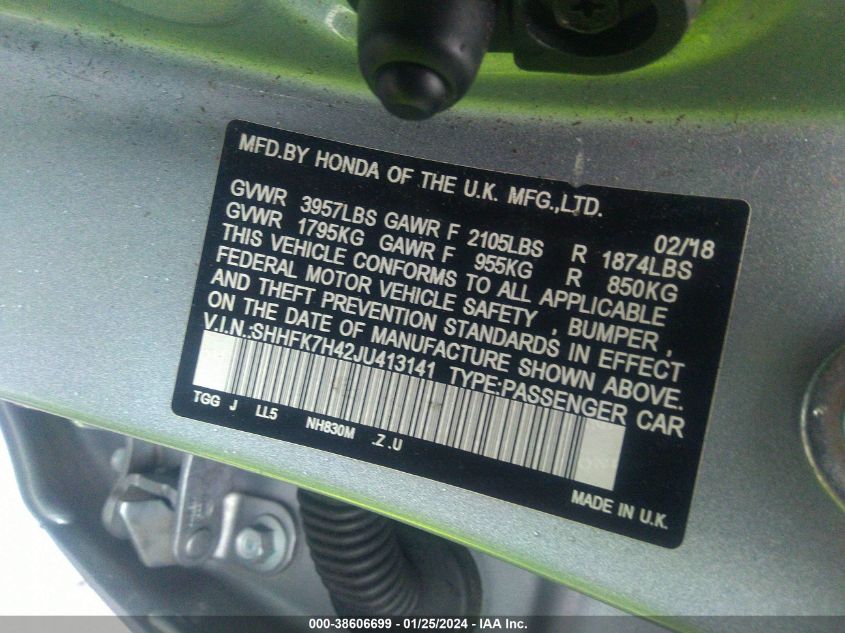 MFD.BY HONDA OF THE U.K. MFG.,LTD.
02/'18
GVWR 3957LBS GAWR F 2105LBS R 1874LBS
GVWR 1795KG GAWR F 955KG R 850KG
THIS VEHICLE CONFORMS TO ALL APPLICABLE
FEDERAL MOTOR VEHICLE SAFETY , BUMPER ,
AND THEFT PREVENTION STANDARDS IN EFFECT
ON THE DATE OF MANUFACTURE SHOWN ABOVE.
V.I.N.:SHHFK7H42JU413141 TYPE:PASSENGER CAR
TGG J LL5 NH830M .Z.U
MADE IN U.K.
000-38606699 - 01/25/2024 - IAA Inc.